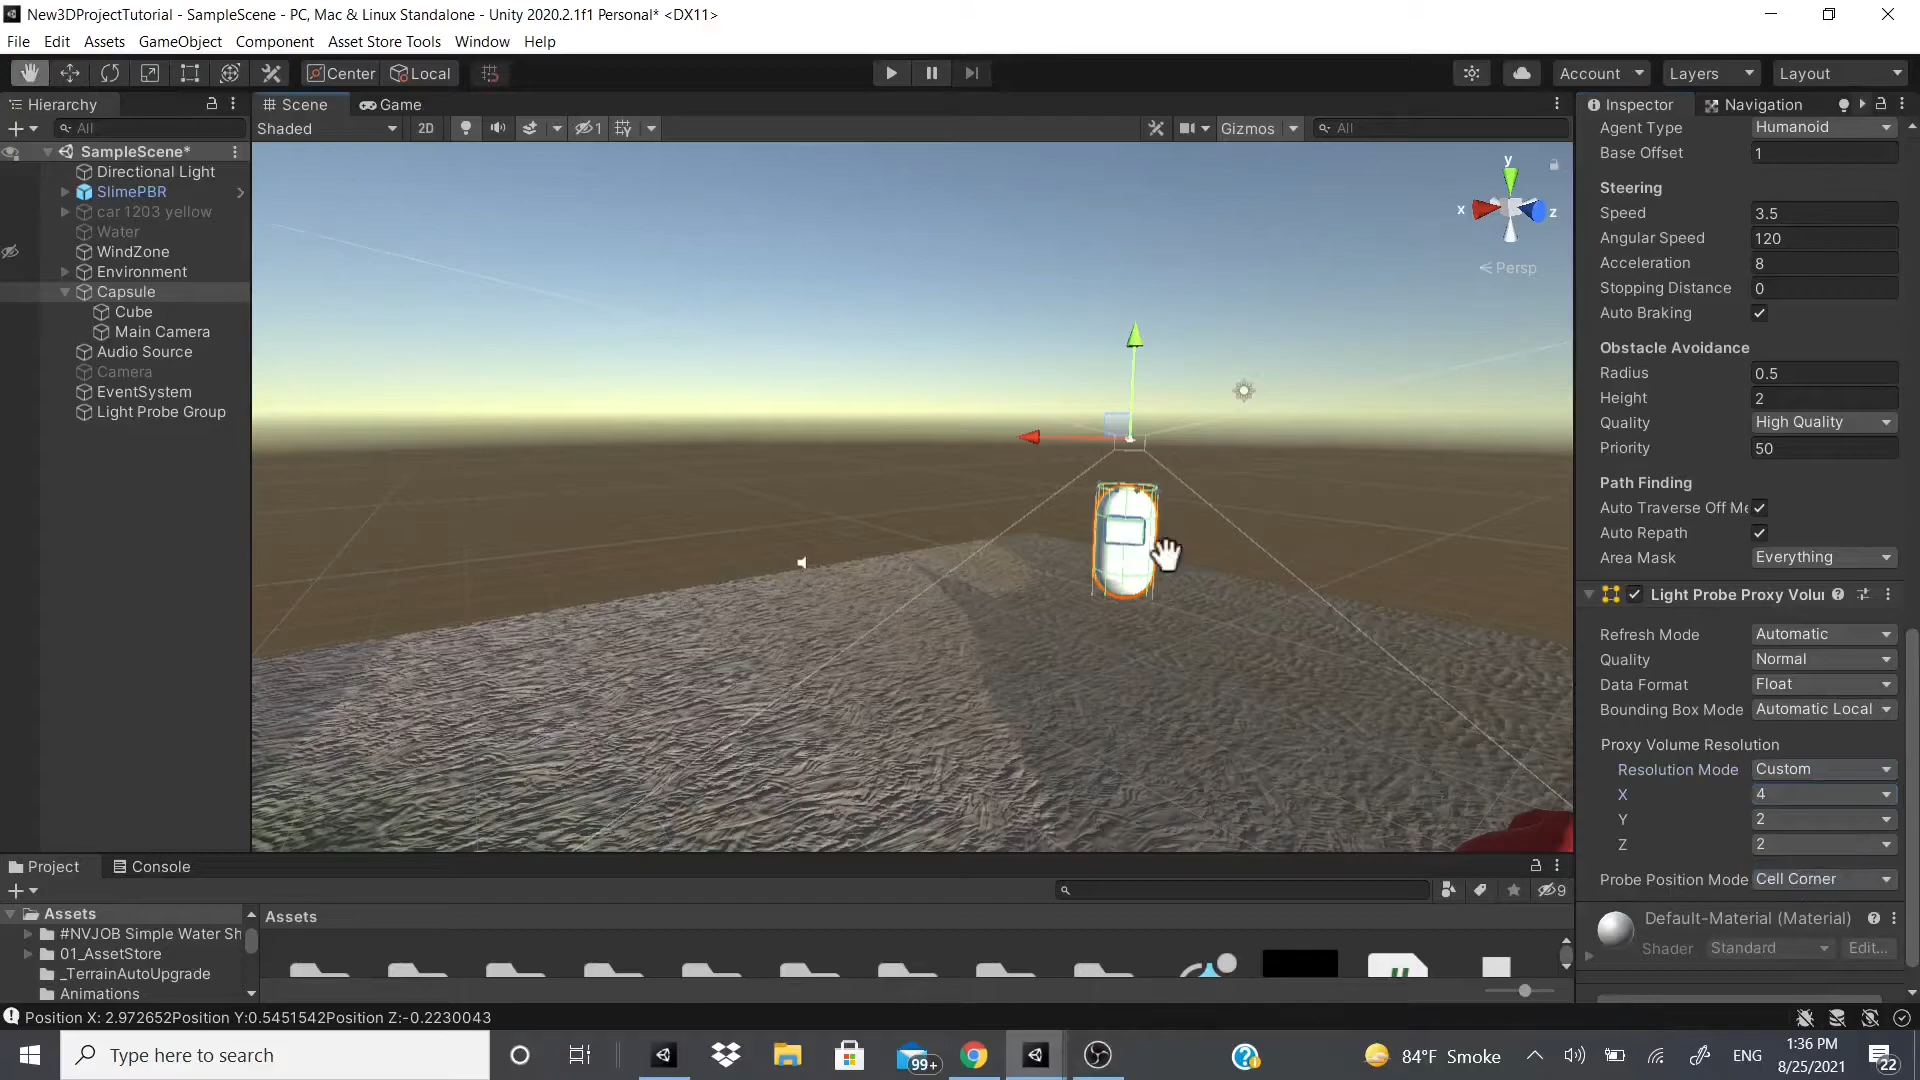 New3DProjectTutorial - SampleScene - PC, Mac & Linux Standalone - Unity 2020.2.1f1 Personal* <DX11>
File Edit Assets GameObject Component Asset Store Tools Window Help
Center Local Account Layers Layout
Hierarchy
All
SampleScene*
Directional Light
SlimePBR
car 1203 yellow
Water
WindZone
Environment
Capsule
Cube
Main Camera
Audio Source
Camera
EventSystem
Light Probe Group
Scene Game
Shaded 2D 1 Gizmos All
y
x z
Persp
Inspector Navigation
Agent Type Humanoid
Base Offset 1
Steering
Speed 3.5
Angular Speed 120
Acceleration 8
Stopping Distance 0
Auto Braking
Obstacle Avoidance
Radius 0.5
Height 2
Quality High Quality
Priority 50
Path Finding
Auto Traverse Off Me
Auto Repath
Area Mask Everything
Light Probe Proxy Volu
Refresh Mode Automatic
Quality Normal
Data Format Float
Bounding Box Mode Automatic Local
Proxy Volume Resolution
Resolution Mode Custom
X 4
Y 2
Z 2
Probe Position Mode Cell Corner
Default-Material (Material)
Shader Standard Edit...
Project Console
9
Assets
#NVJOB Simple Water Sh
01_AssetStore
_TerrainAutoUpgrade
Animations
Assets
Position X: 2.972652Position Y:0.5451542Position Z:-0.2230043
Type here to search
99+
84°F Smoke
ENG
1:36 PM
8/25/2021
22